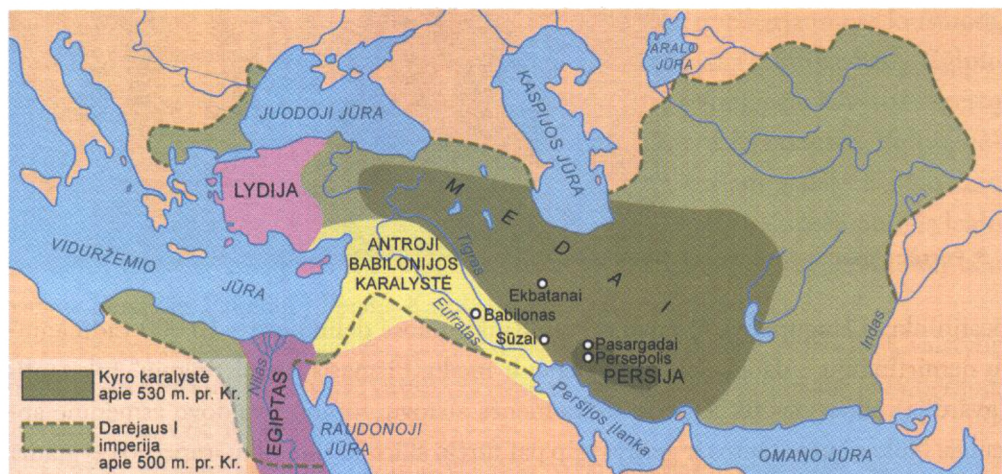 ARALO
JŪRA
KASPIJOS JŪRA
JUODOJI JŪRA
LYDIJA
MEDAI
VIDURŽEMIO
JŪRA
ANTROJI
BABILONIJOS
KARALYSTĖ
Tigras
Ekbatanai
Babilonas
Eufratas
Sūzai
Pasargadai
Persepolis
PERSIJA
Indas
Nilas
EGIPTAS
RAUDONOJI
JŪRA
Persijos įlanka
OMANO JŪRA
Kyro karalystė
apie 530 m. pr. Kr.
Darėjaus I
imperija
apie 500 m. pr. Kr.